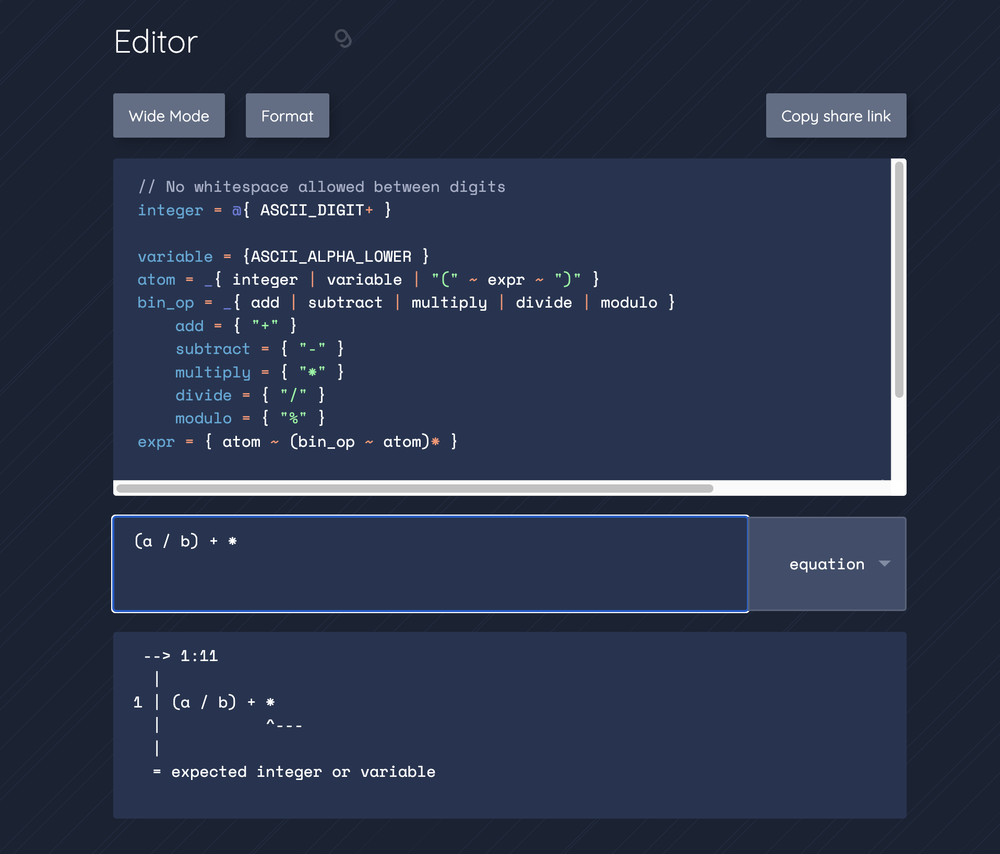 Editor
Wide Mode
Format
Copy share link
// No whitespace allowed between digits
integer = @{ ASCII_DIGIT+ }

variable = {ASCII_ALPHA_LOWER }
atom = _{ integer | variable | "(" ~ expr ~ ")" }
bin_op = _{ add | subtract | multiply | divide | modulo }
    add = { "+" }
    subtract = { "-" }
    multiply = { "*" }
    divide = { "/" }
    modulo = { "%" }
expr = { atom ~ (bin_op ~ atom)* }
(a / b) + *
equation
 --> 1:11
  |
1 | (a / b) + *
  |           ^---
  |
  = expected integer or variable